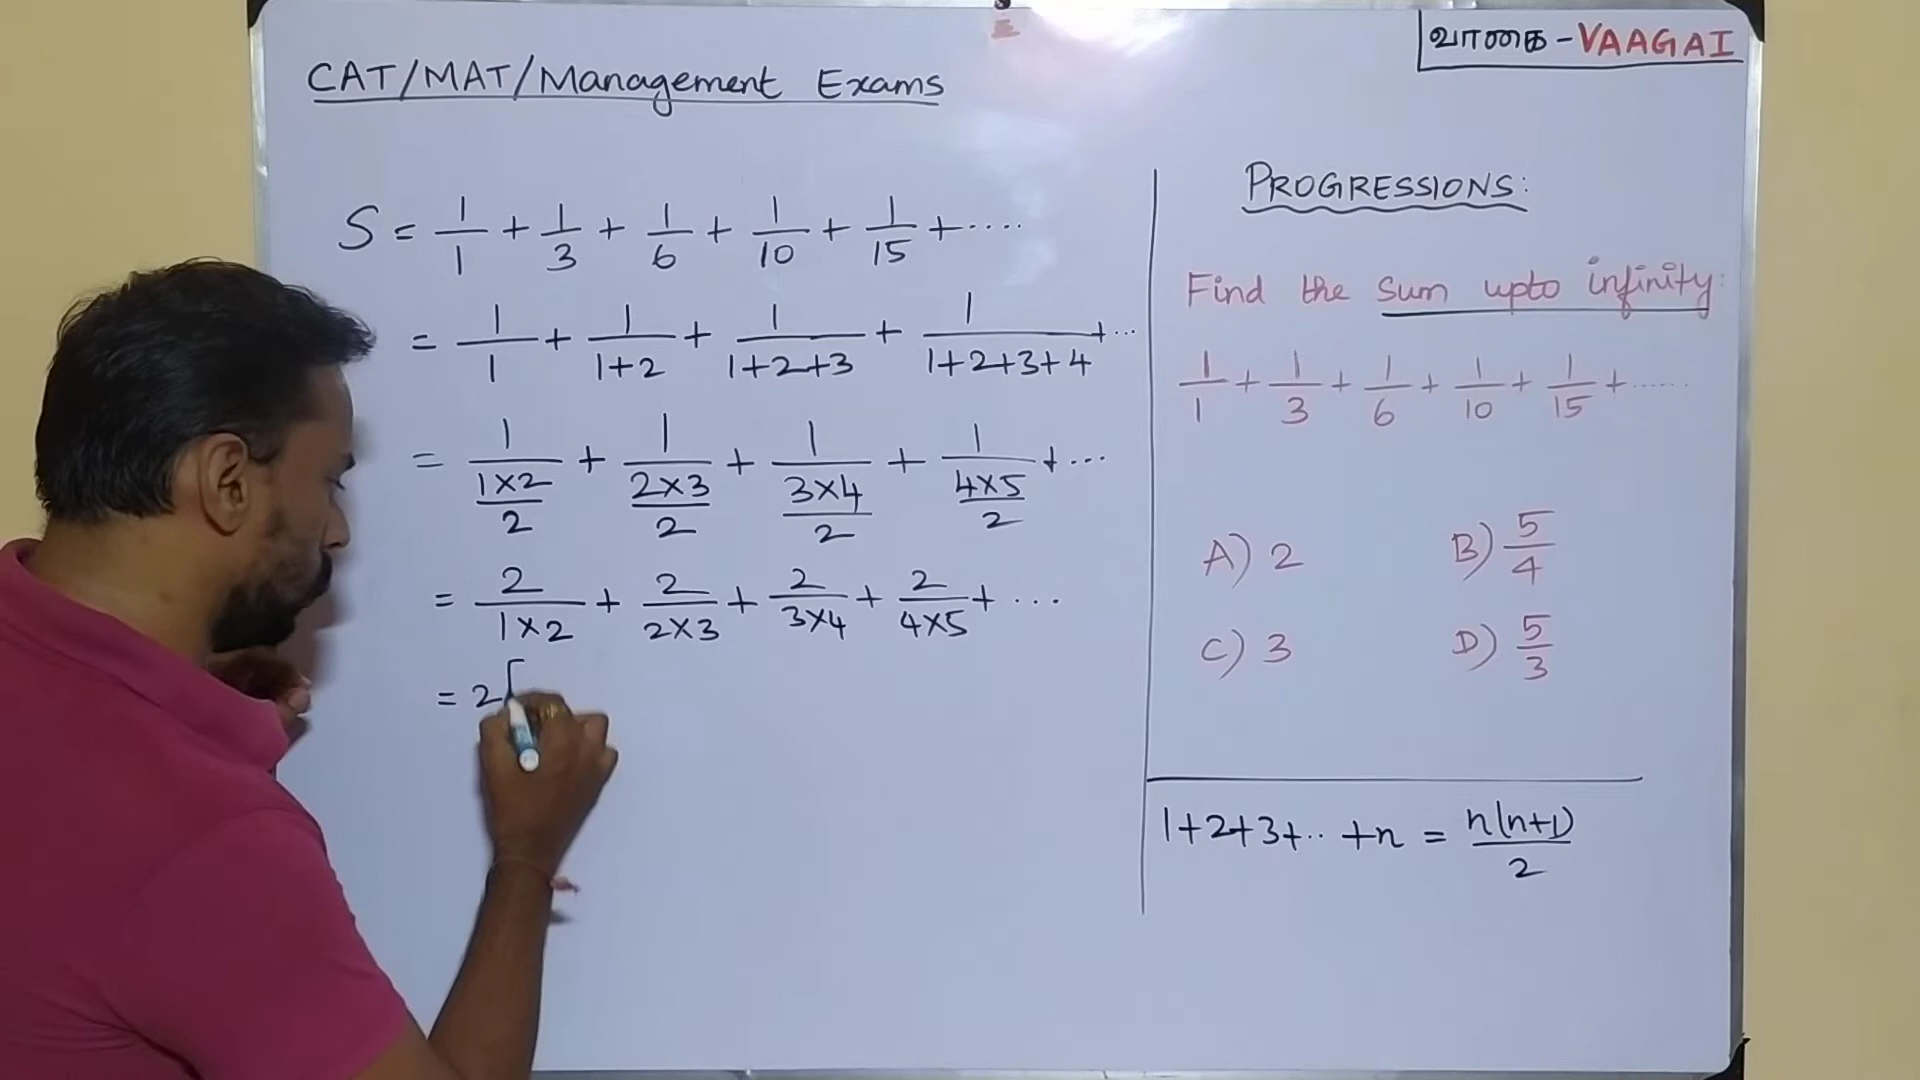 வாகை - VAAGAI
CAT/MAT/Management Exams
S = 1/1 + 1/3 + 1/6 + 1/10 + 1/15 + ....
= 1/1 + 1/(1+2) + 1/(1+2+3) + 1/(1+2+3+4) + ...
= 1/((1×2)/2) + 1/((2×3)/2) + 1/((3×4)/2) + 1/((4×5)/2) + ...
= 2/(1×2) + 2/(2×3) + 2/(3×4) + 2/(4×5) + ...
= 2[
PROGRESSIONS:
Find the sum upto infinity:
1/1 + 1/3 + 1/6 + 1/10 + 1/15 + ......
A) 2 B) 5/4
C) 3 D) 5/3
1+2+3+.. +n = n(n+1)/2